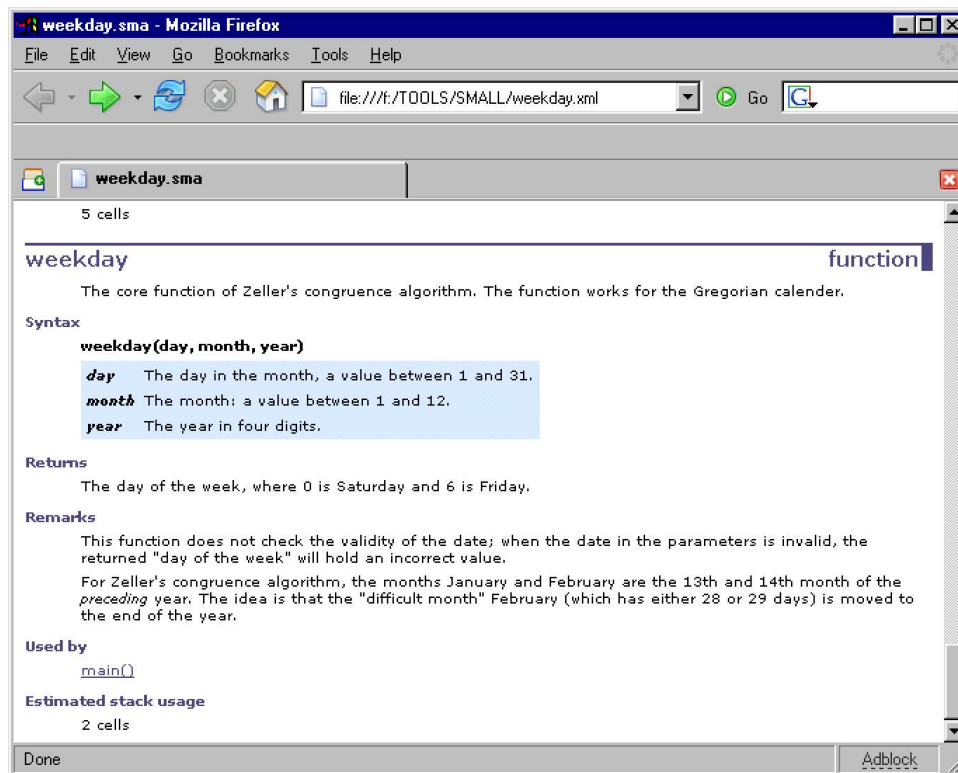 weekday.sma - Mozilla Firefox
File Edit View Go Bookmarks Tools Help
file:///f:/TOOLS/SMALL/weekday.xml Go G
weekday.sma
5 cells
weekday function
The core function of Zeller's congruence algorithm. The function works for the Gregorian calender.
Syntax
weekday(day, month, year)
day The day in the month, a value between 1 and 31.
month The month: a value between 1 and 12.
year The year in four digits.
Returns
The day of the week, where 0 is Saturday and 6 is Friday.
Remarks
This function does not check the validity of the date; when the date in the parameters is invalid, the
returned "day of the week" will hold an incorrect value.
For Zeller's congruence algorithm, the months January and February are the 13th and 14th month of the
preceding year. The idea is that the "difficult month" February (which has either 28 or 29 days) is moved to
the end of the year.
Used by
main()
Estimated stack usage
2 cells
Done Adblock